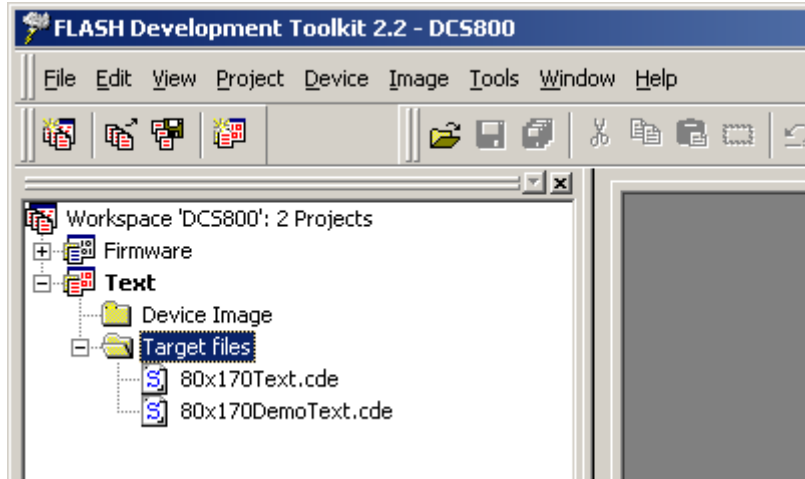 FLASH Development Toolkit 2.2 - DCS800
File Edit View Project Device Image Tools Window Help
Workspace 'DCS800': 2 Projects
Firmware
Text
Device Image
Target files
80x170Text.cde
80x170DemoText.cde